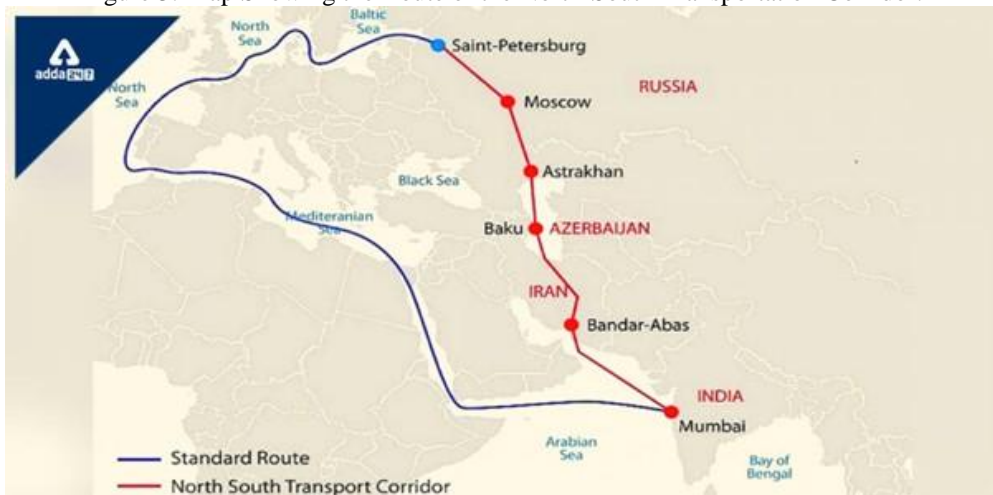 Baltic
Sea
North
Sea
Saint-Petersburg
adda247
North
Sea
RUSSIA
Moscow
Astrakhan
Black Sea
Mediteranian
Sea
Baku
AZERBAIJAN
IRAN
Bandar-Abas
INDIA
Mumbai
Arabian
Sea
Bay of
Bengal
Standard Route
North South Transport Corridor